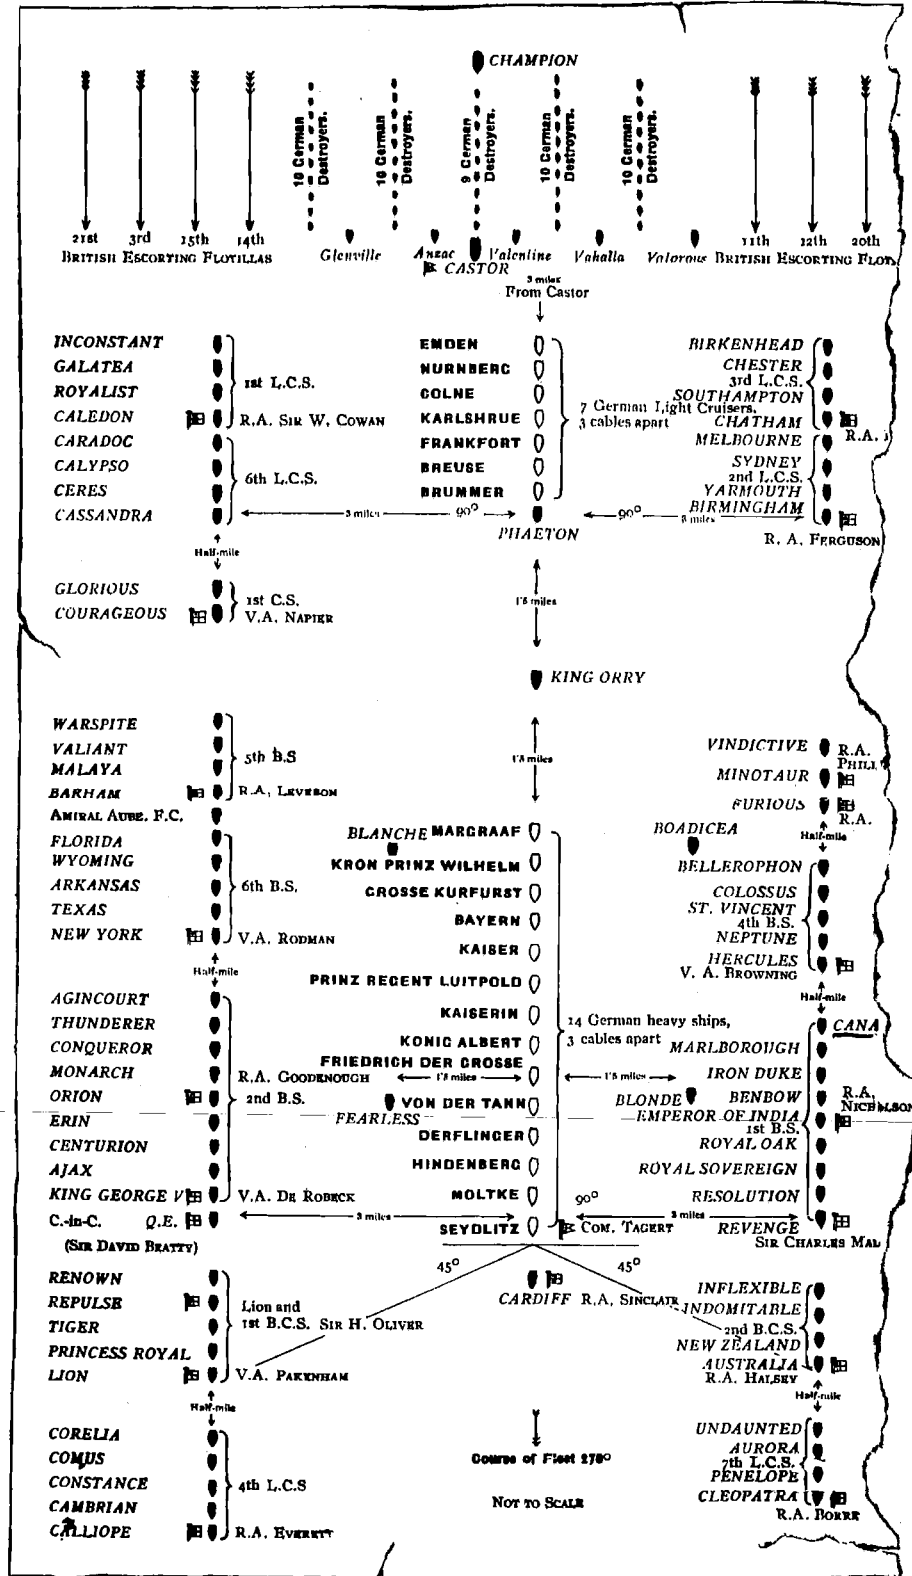 CHAMPION
10 German Destroyers.
10 German Destroyers.
9 German Destroyers.
10 German Destroyers.
10 German Destroyers.
21st 3rd 15th 14th
BRITISH ESCORTING FLOTILLAS
Glenville Anzac Valentine Vahalla Valorous
CASTOR
11th 12th 20th
BRITISH ESCORTING FLOT
3 miles
From Castor
INCONSTANT
GALATEA
ROYALIST
CALEDON
1st L.C.S.
R.A. SIR W. COWAN
CARADOC
CALYPSO
CERES
CASSANDRA
6th L.C.S.
Half-mile
GLORIOUS
COURAGEOUS
1st C.S.
V.A. NAPIER
EMDEN
NURNBERG
COLNE
KARLSHRUE
FRANKFORT
BREUSE
BRUMMER
7 German Light Cruisers,
3 cables apart
3 miles 90°
PHAETON
90° 3 miles
1'5 miles
KING ORRY
1'5 miles
BIRKENHEAD
CHESTER
3rd L.C.S.
SOUTHAMPTON
CHATHAM
R.A.
MELBOURNE
SYDNEY
2nd L.C.S.
YARMOUTH
BIRMINGHAM
R. A. FERGUSON
WARSPITE
VALIANT
MALAYA
BARHAM
5th B.S
R.A, LEVESON
AMIRAL AUBE. F.C.
FLORIDA
WYOMING
ARKANSAS
TEXAS
NEW YORK
6th B.S.
V.A. RODMAN
Half-mile
AGINCOURT
THUNDERER
CONQUEROR
MONARCH
ORION
ERIN
CENTURION
AJAX
KING GEORGE V
R.A. GOODENOUGH
2nd B.S.
V.A. DE ROBECK
C.-in-C. Q.E.
(SIR DAVID BEATTY)
3 miles
BLANCHE MARGRAAF
KRON PRINZ WILHELM
GROSSE KURFURST
BAYERN
KAISER
PRINZ REGENT LUITPOLD
KAISERIN
KONIG ALBERT
FRIEDRICH DER GROSSE
1'5 miles
VON DER TANN
FEARLESS
DERFLINGER
HINDENBERG
MOLTKE
SEYDLITZ
14 German heavy ships,
3 cables apart
1'5 miles
BLONDE
90°
COM. TAGERT
3 miles
BOADICEA
VINDICTIVE
R.A.
PHILL
MINOTAUR
FURIOUS
R.A.
Half-mile
BELLEROPHON
COLOSSUS
ST. VINCENT
4th B.S.
NEPTUNE
HERCULES
V. A. BROWNING
Half-mile
CANA
MARLBOROUGH
IRON DUKE
BENBOW
R.A,
NICHOLSON
EMPEROR OF INDIA
1st B.S.
ROYAL OAK
ROYAL SOVEREIGN
RESOLUTION
REVENGE
SIR CHARLES MAD
45° 45°
CARDIFF R.A, SINCLAIR
RENOWN
REPULSE
TIGER
PRINCESS ROYAL
LION
Lion and
1st B.C.S. SIR H. OLIVER
V.A. PAKENHAM
Half-mile
CORELIA
COMUS
CONSTANCE
CAMBRIAN
CALLIOPE
4th L.C.S
R.A. EVERETT
INFLEXIBLE
INDOMITABLE
2nd B.C.S.
NEW ZEALAND
AUSTRALIA
R.A. HALSEY
Half-mile
UNDAUNTED
AURORA
7th L.C.S.
PENELOPE
CLEOPATRA
R.A. BORRE
Course of Fleet 270°
NOT TO SCALE